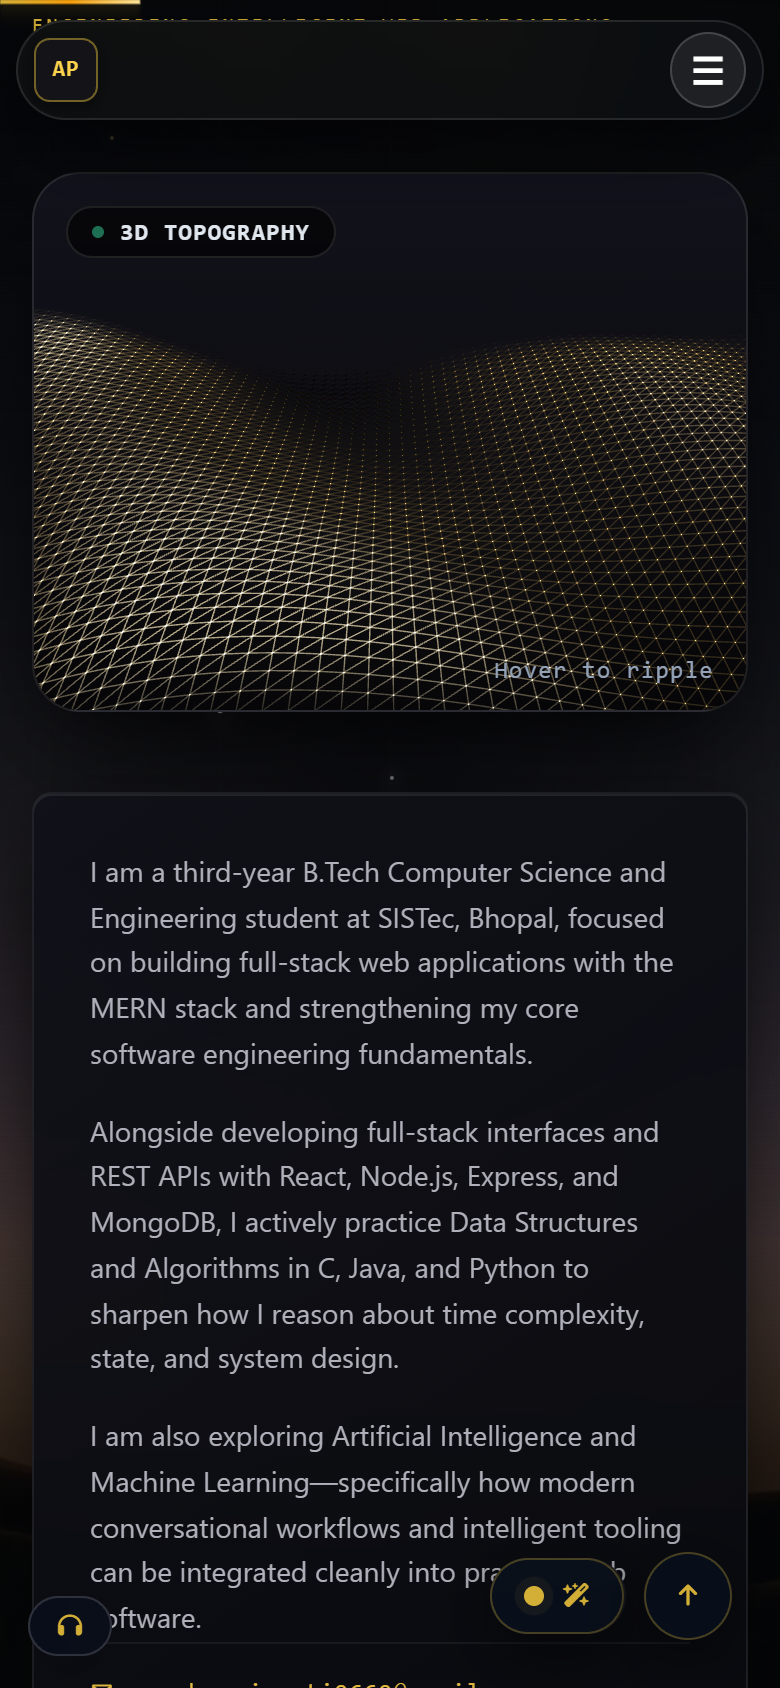 AP
3D TOPOGRAPHY
Hover to ripple
I am a third-year B.Tech Computer Science and
Engineering student at SISTec, Bhopal, focused
on building full-stack web applications with the
MERN stack and strengthening my core
software engineering fundamentals.
Alongside developing full-stack interfaces and
REST APIs with React, Node.js, Express, and
MongoDB, I actively practice Data Structures
and Algorithms in C, Java, and Python to
sharpen how I reason about time complexity,
state, and system design.
I am also exploring Artificial Intelligence and
Machine Learning—specifically how modern
conversational workflows and intelligent tooling
can be integrated cleanly into
software.